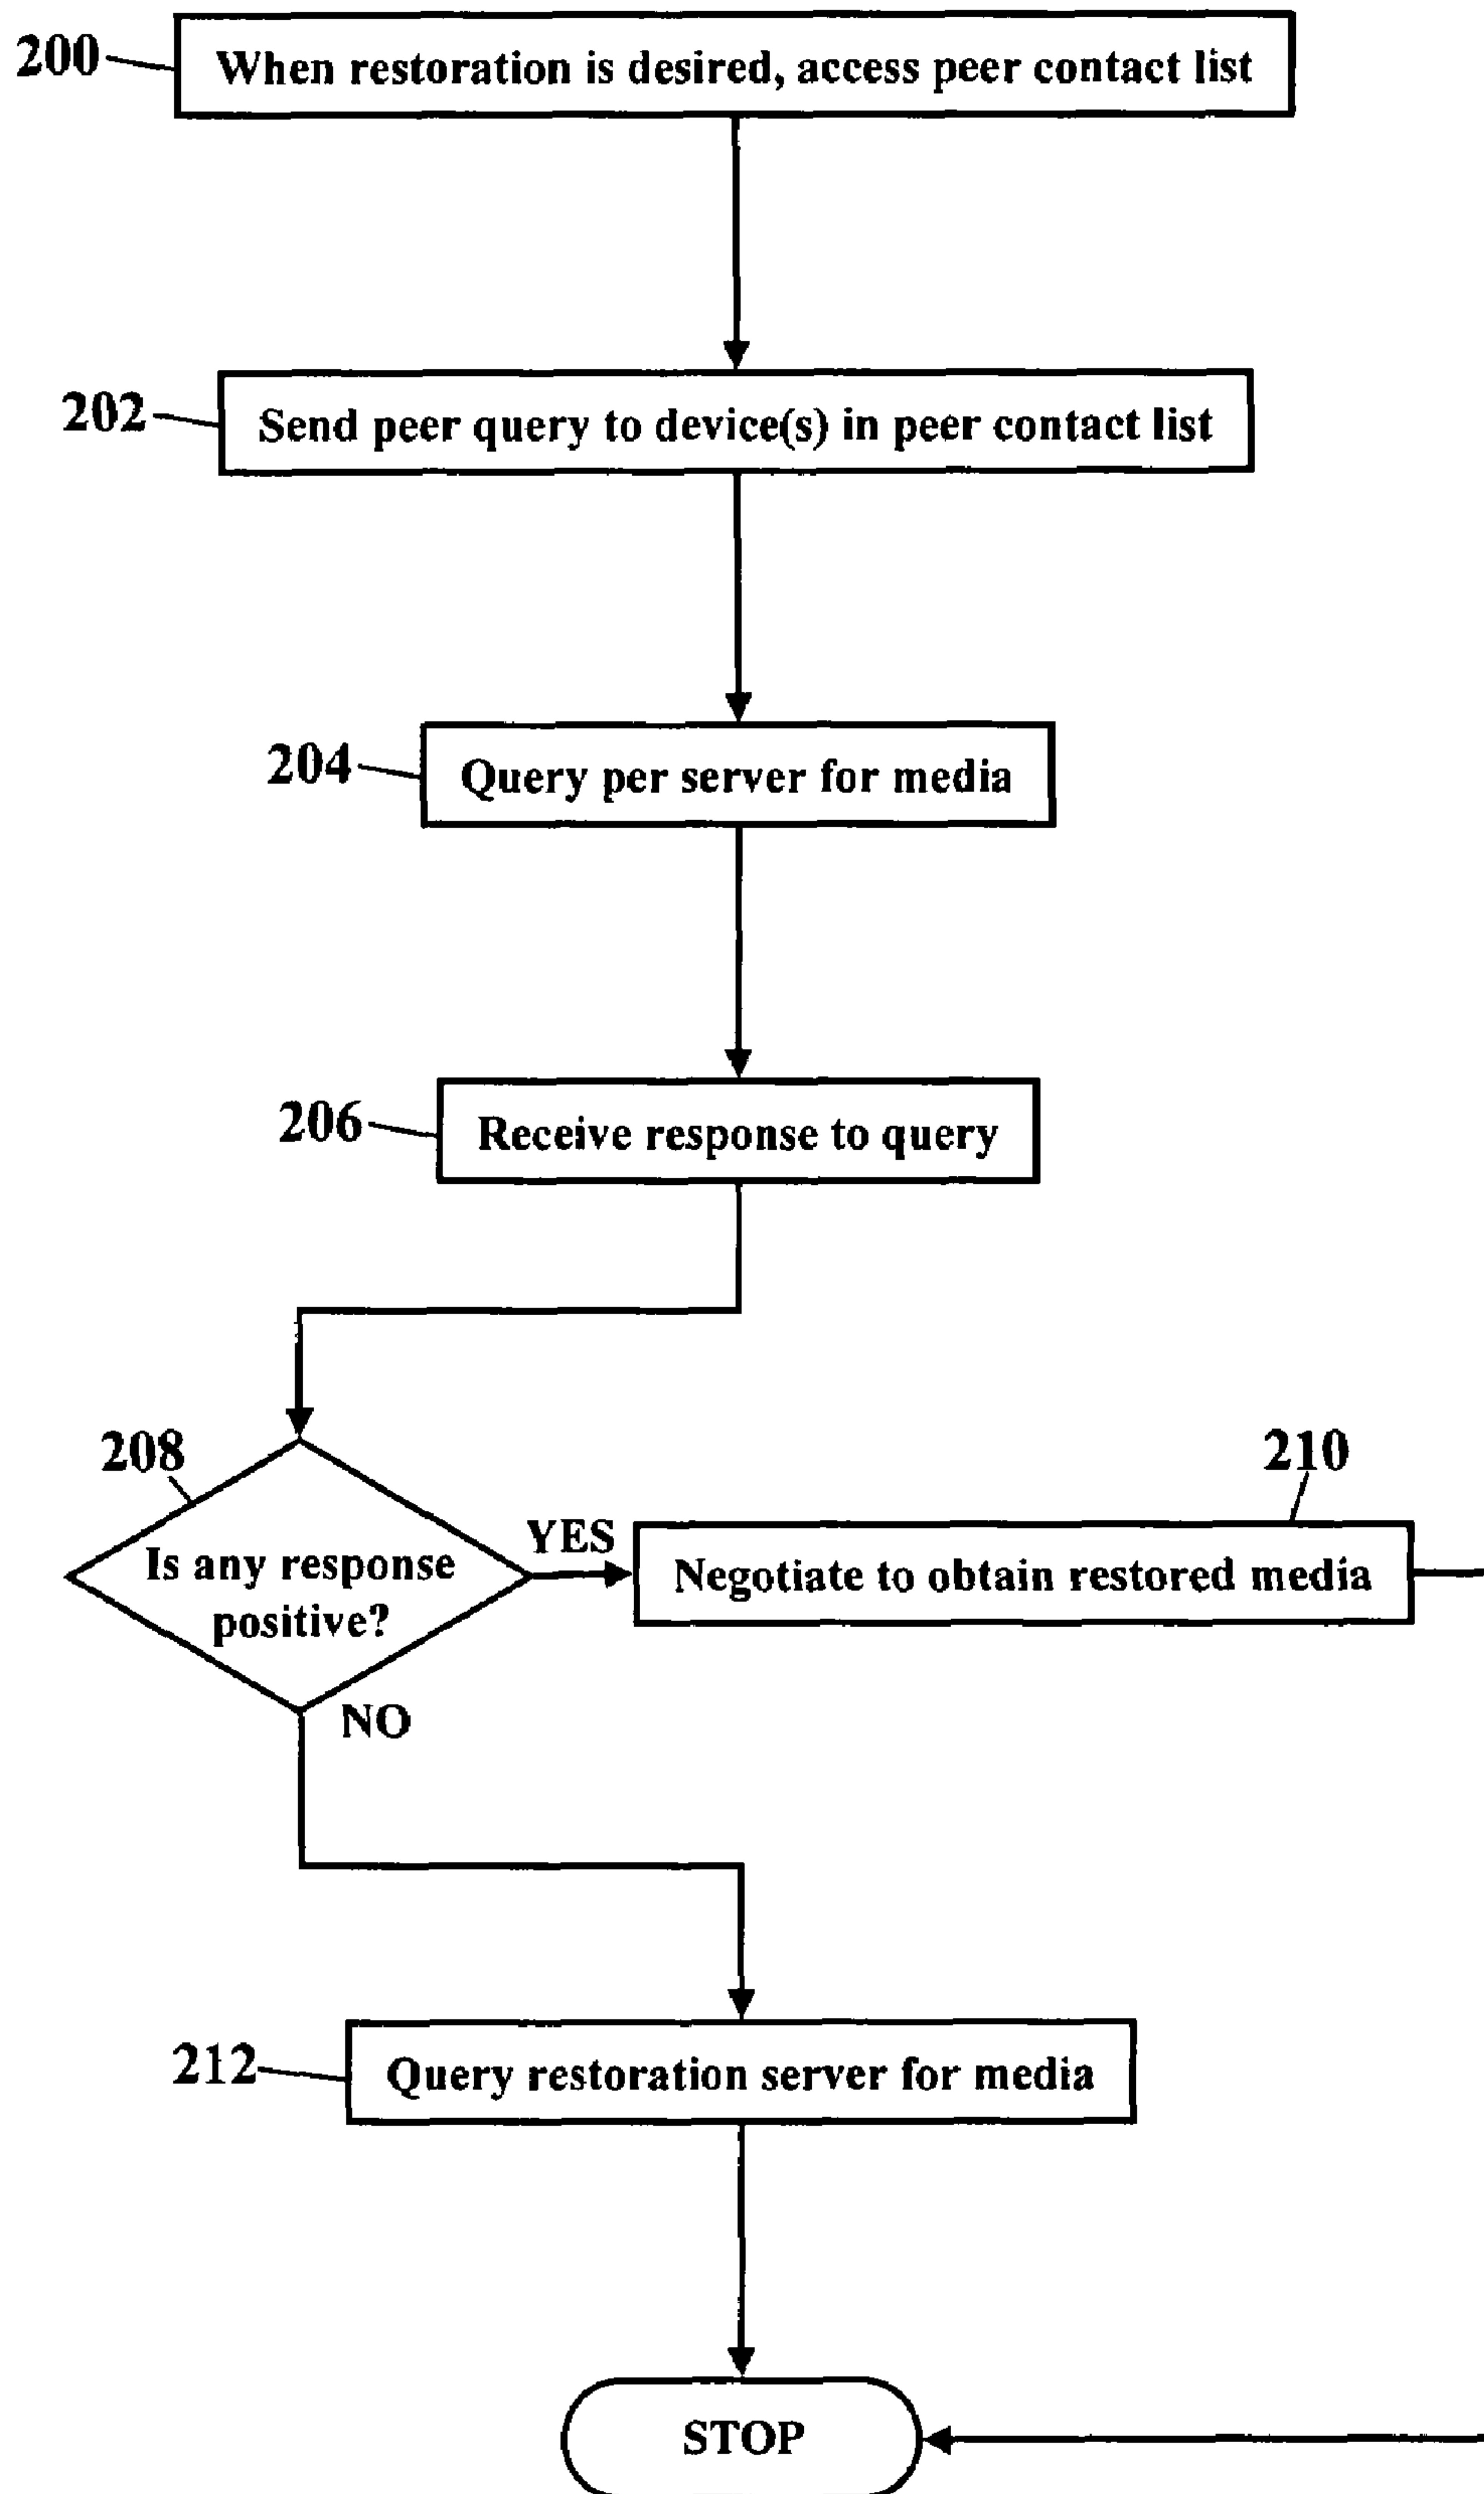 200
When restoration is desired, access peer contact list
202
Send peer query to device(s) in peer contact list
204
Query per server for media
206
Receive response to query
208
Is any response
positive?
YES
210
Negotiate to obtain restored media
NO
212
Query restoration server for media
STOP